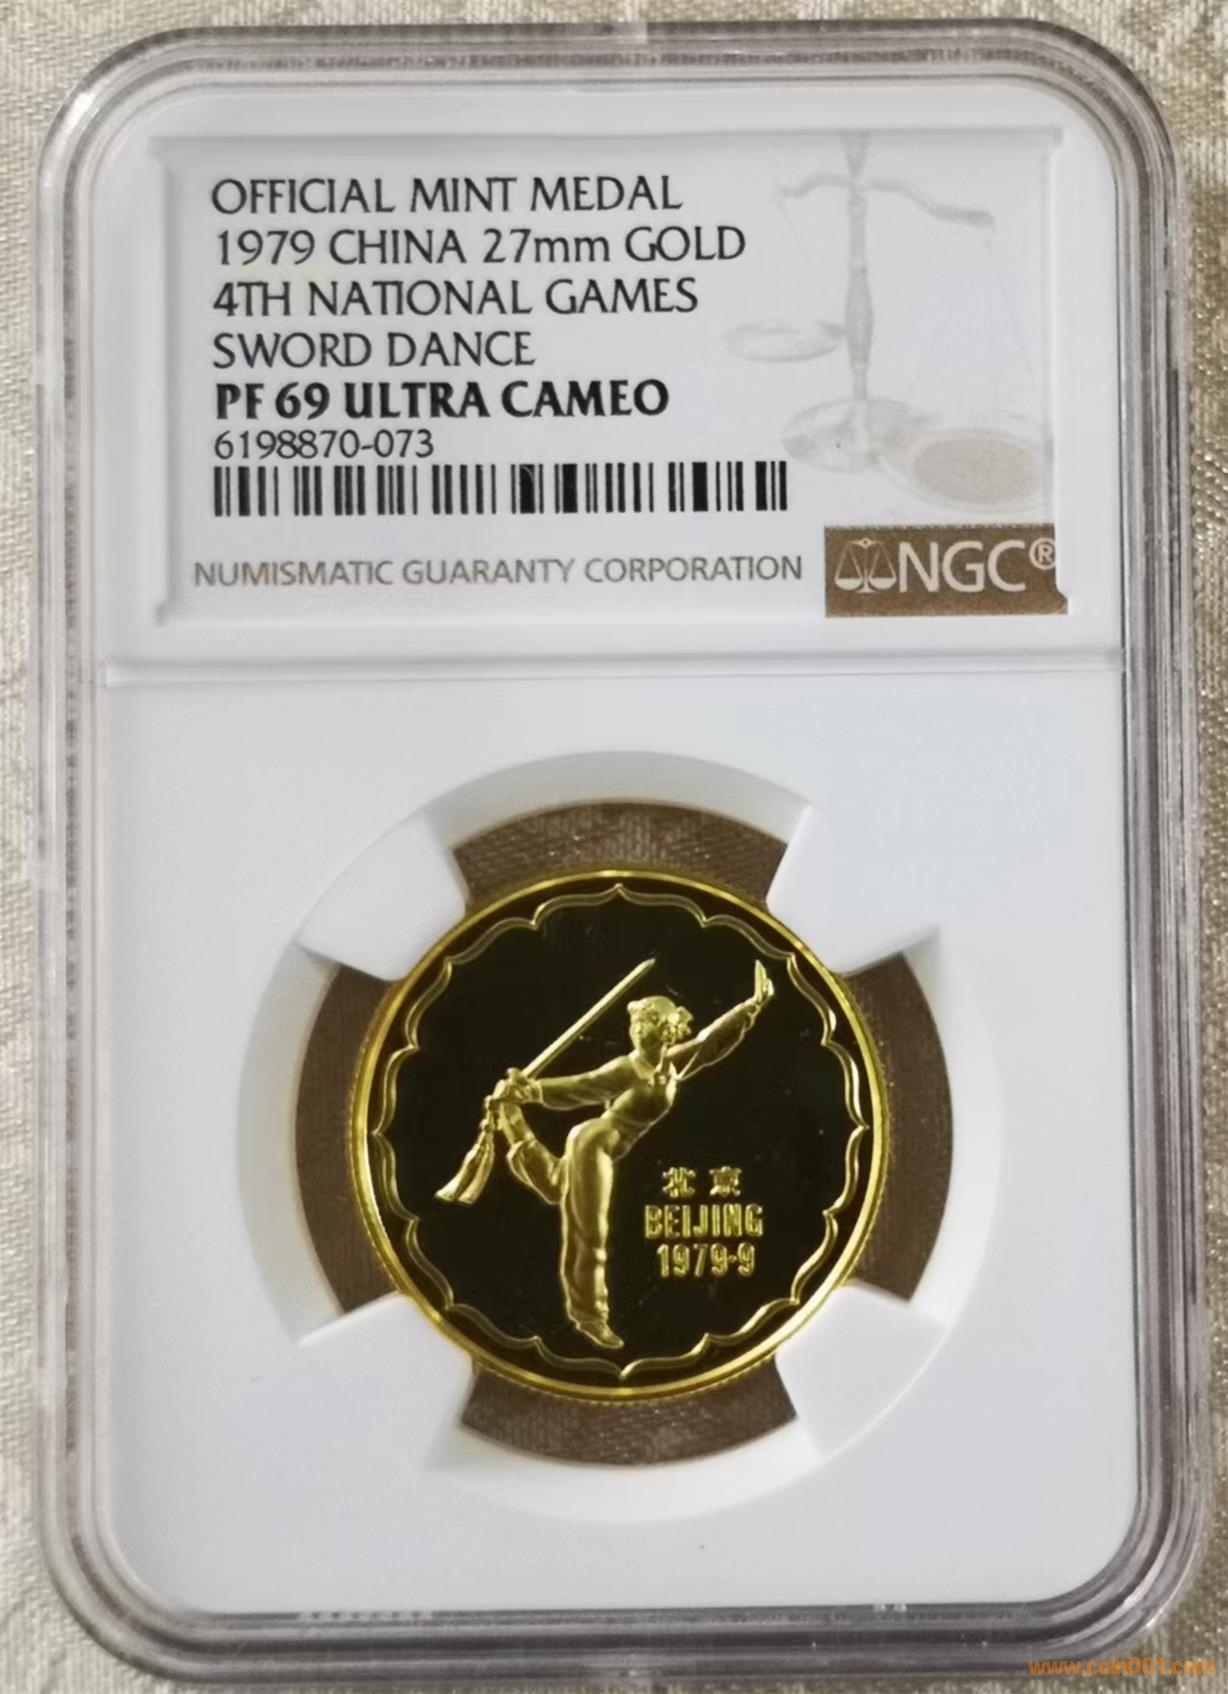 OFFICIAL MINT MEDAL
1979 CHINA 27mm GOLD
4TH NATIONAL GAMES
SWORD DANCE
PF 69 ULTRA CAMEO
6198870-073
NUMISMATIC GUARANTY CORPORATION
NGC®
北京
BEIJING
1979·9
www.coin001.com